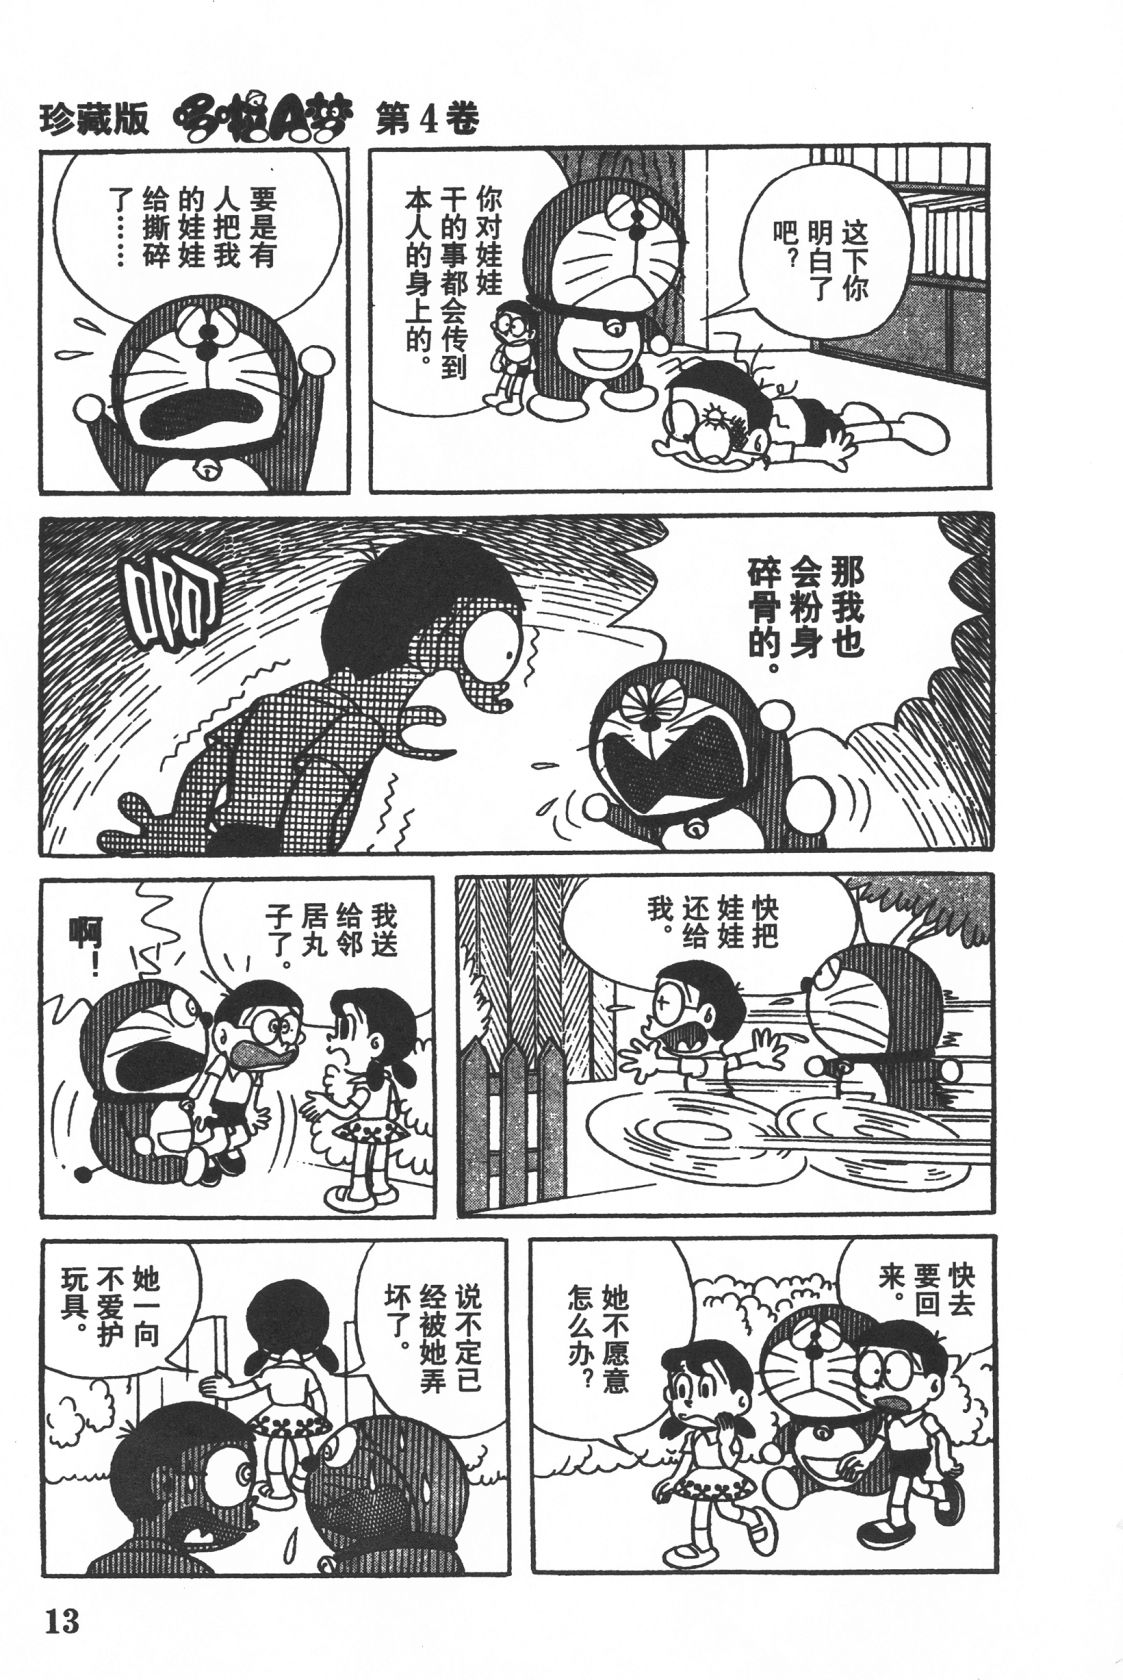 珍藏版 哆啦A梦 第4卷
这下你
明白了
吧？
你对娃娃
干的事都会传到
本人的身上的。
要是有
人把我
的娃娃
给撕碎
了……
那我也
会粉身
碎骨的。
啊
快把
娃娃
还给
我。
我送
给邻
居丸
子了。
啊！
快去
要回
来。
她不愿意
怎么办？
说不定已
经被她弄
坏了。
她一向
不爱护
玩具。
13